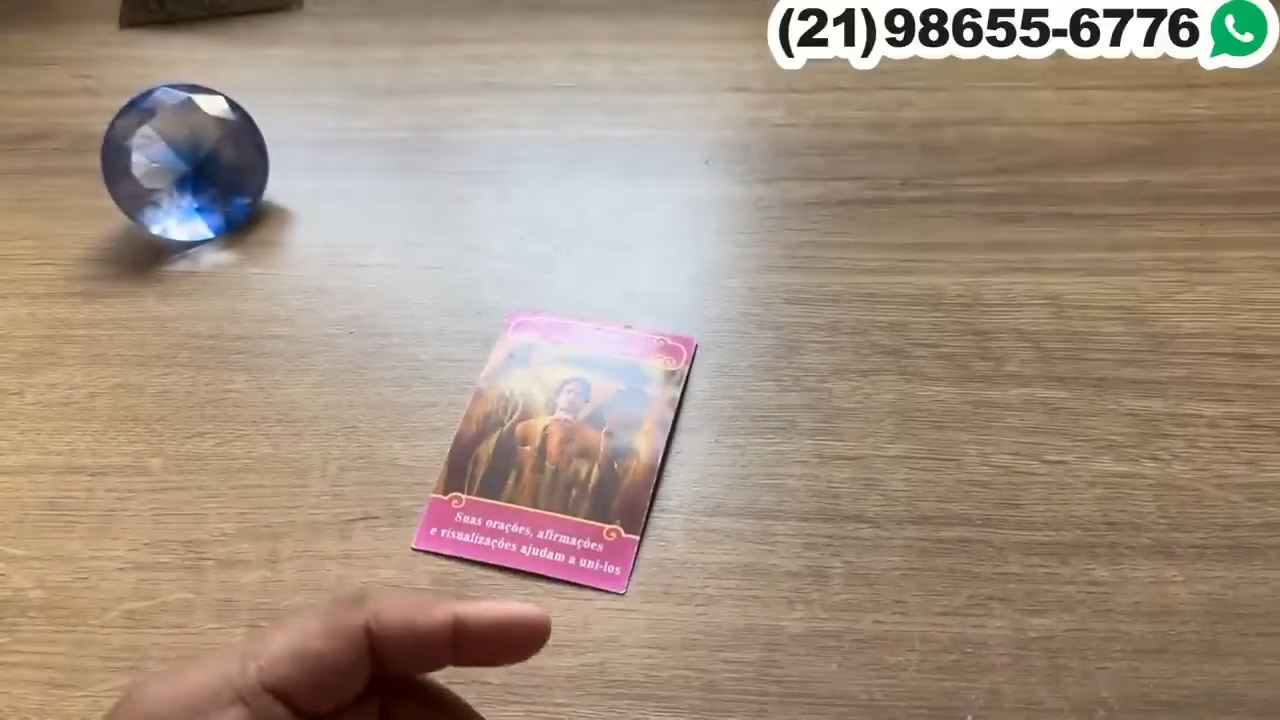 (21)98655-6776
Suas orações, afirmações
e visualizações ajudam a uni-los